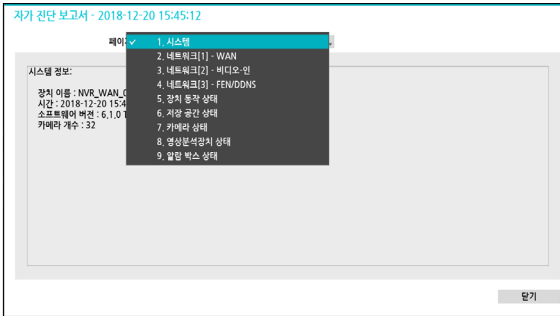 자가 진단 보고서 - 2018-12-20 15:45:12
✓ 1. 시스템
2. 네트워크[1] - WAN
3. 네트워크[2] - 비디오-인
4. 네트워크[3] - FEN/DDNS
5. 장치 동작 상태
6. 저장 공간 상태
7. 카메라 상태
8. 영상분석장치 상태
9. 알람 박스 상태
시스템 정보:
장치 이름 : NVR_WAN_
시간 : 2018-12-20 15:4
소프트웨어 버전 : 6.1.0
카메라 개수 : 32
닫기